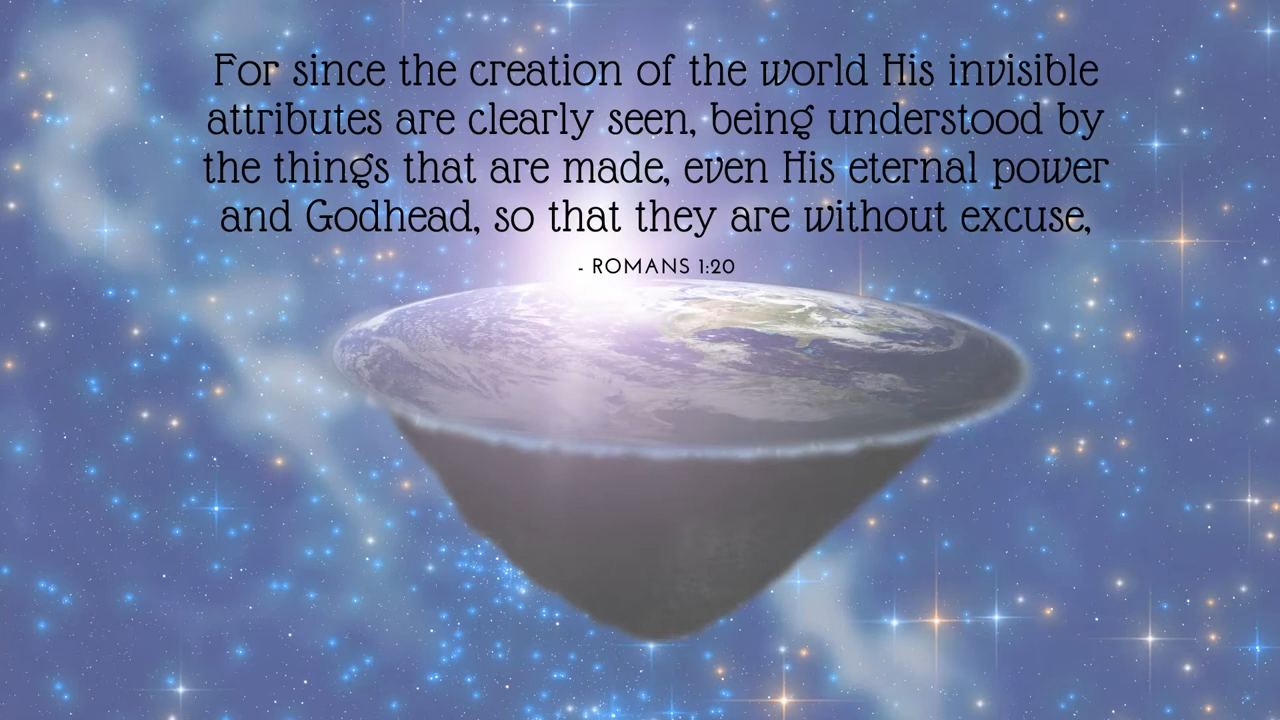 For since the creation of the world His invisible
attributes are clearly seen, being understood by
the things that are made, even His eternal power
and Godhead, so that they are without excuse,
- ROMANS 1:20